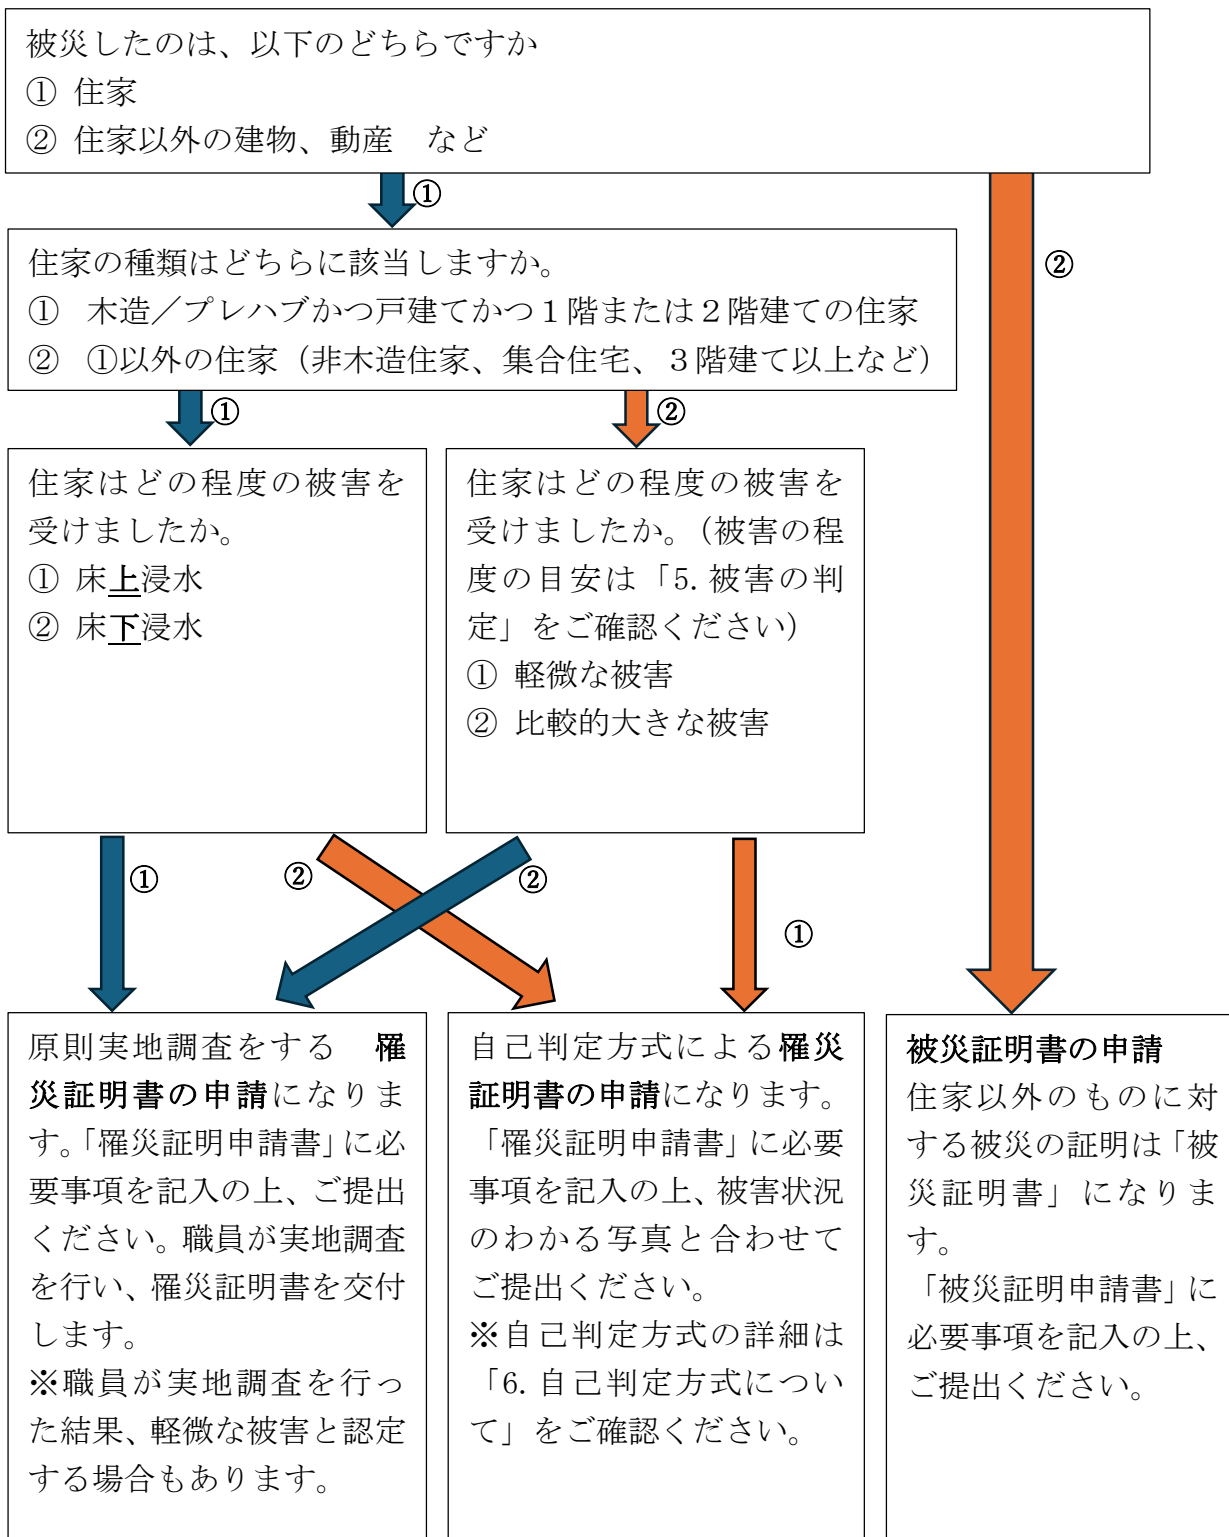 被災したのは、以下のどちらですか
① 住家
② 住家以外の建物、動産　など
①
②
住家の種類はどちらに該当しますか。
①　木造／プレハブかつ戸建てかつ１階または２階建ての住家
②　①以外の住家（非木造住家、集合住宅、３階建て以上など）
①
②
住家はどの程度の被害を
受けましたか。
① 床上浸水
② 床下浸水
住家はどの程度の被害を
受けましたか。（被害の程
度の目安は「5.被害の判
定」をご確認ください）
① 軽微な被害
② 比較的大きな被害
①
②
②
①
原則実地調査をする　罹
災証明書の申請になりま
す。「罹災証明申請書」に必
要事項を記入の上、ご提出
ください。職員が実地調査
を行い、罹災証明書を交付
します。
※職員が実地調査を行っ
た結果、軽微な被害と認定
する場合もあります。
自己判定方式による罹災
証明書の申請になります。
「罹災証明申請書」に必要
事項を記入の上、被害状況
のわかる写真と合わせて
ご提出ください。
※自己判定方式の詳細は
「6.自己判定方式につい
て」をご確認ください。
被災証明書の申請
住家以外のものに対
する被災の証明は「被
災証明書」になりま
す。
「被災証明申請書」に
必要事項を記入の上、
ご提出ください。